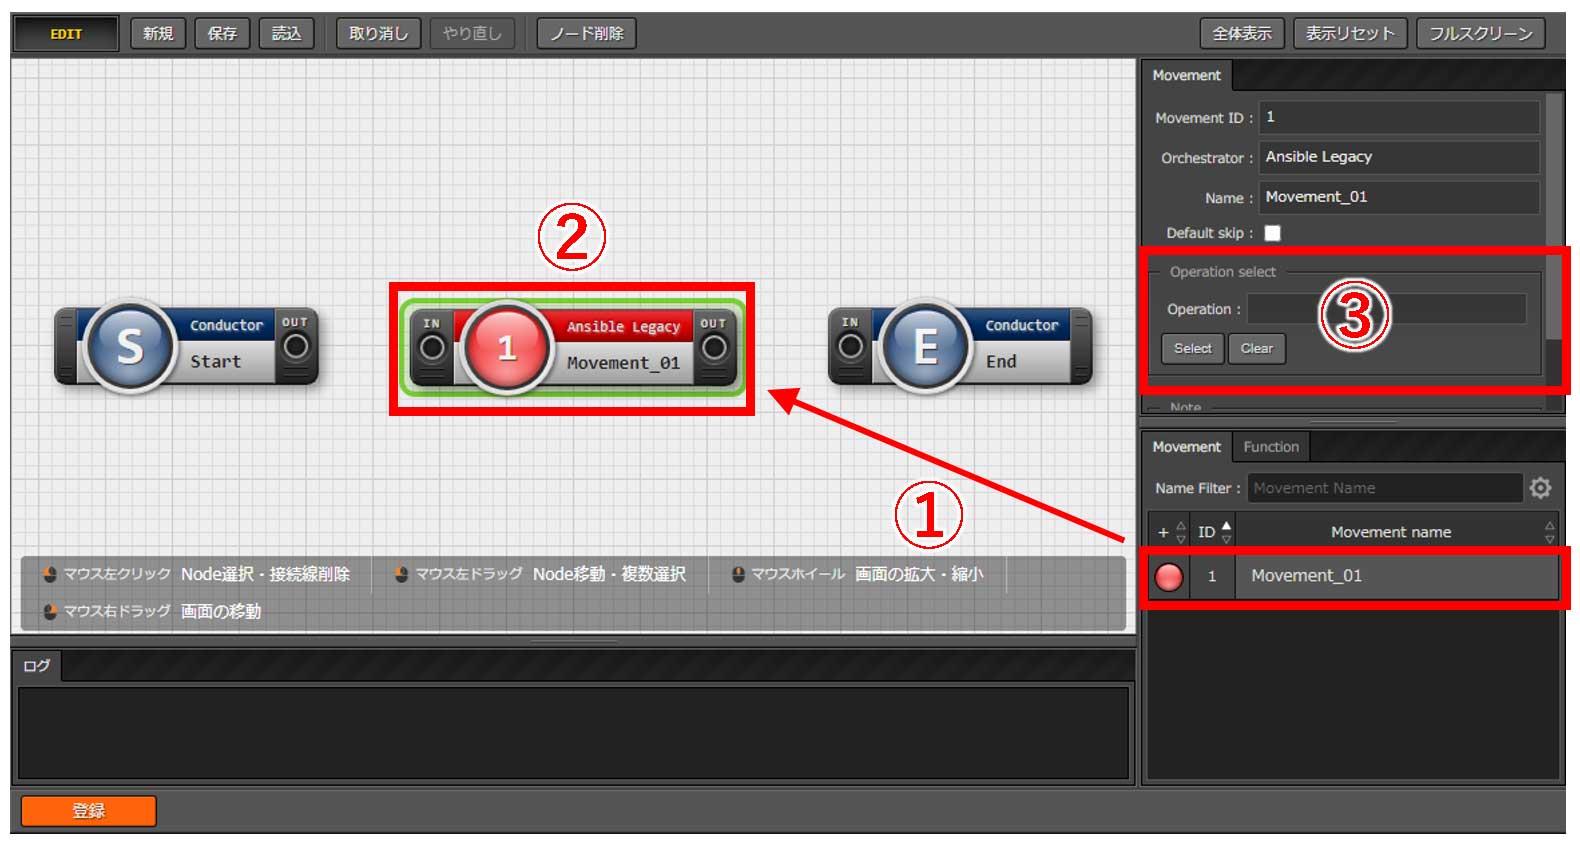 EDIT 新規 保存 読込 取り消し やり直し ノード削除 全体表示 表示リセット フルスクリーン
Movement
Movement ID : 1
Orchestrator : Ansible Legacy
Name : Movement_01
Default skip :
Operation select
Operation :
Select Clear
Note
③
②
①
S Conductor OUT
Start
IN 1 Ansible Legacy OUT
Movement_01
IN E Conductor
End
マウス左クリック Node選択・接続線削除 マウス左ドラッグ Node移動・複数選択 マウスホイール 画面の拡大・縮小
マウス右ドラッグ 画面の移動
Movement Function
Name Filter : Movement Name
+ △▽ ID ▲▽ Movement name △▽
1 Movement_01
ログ
登録